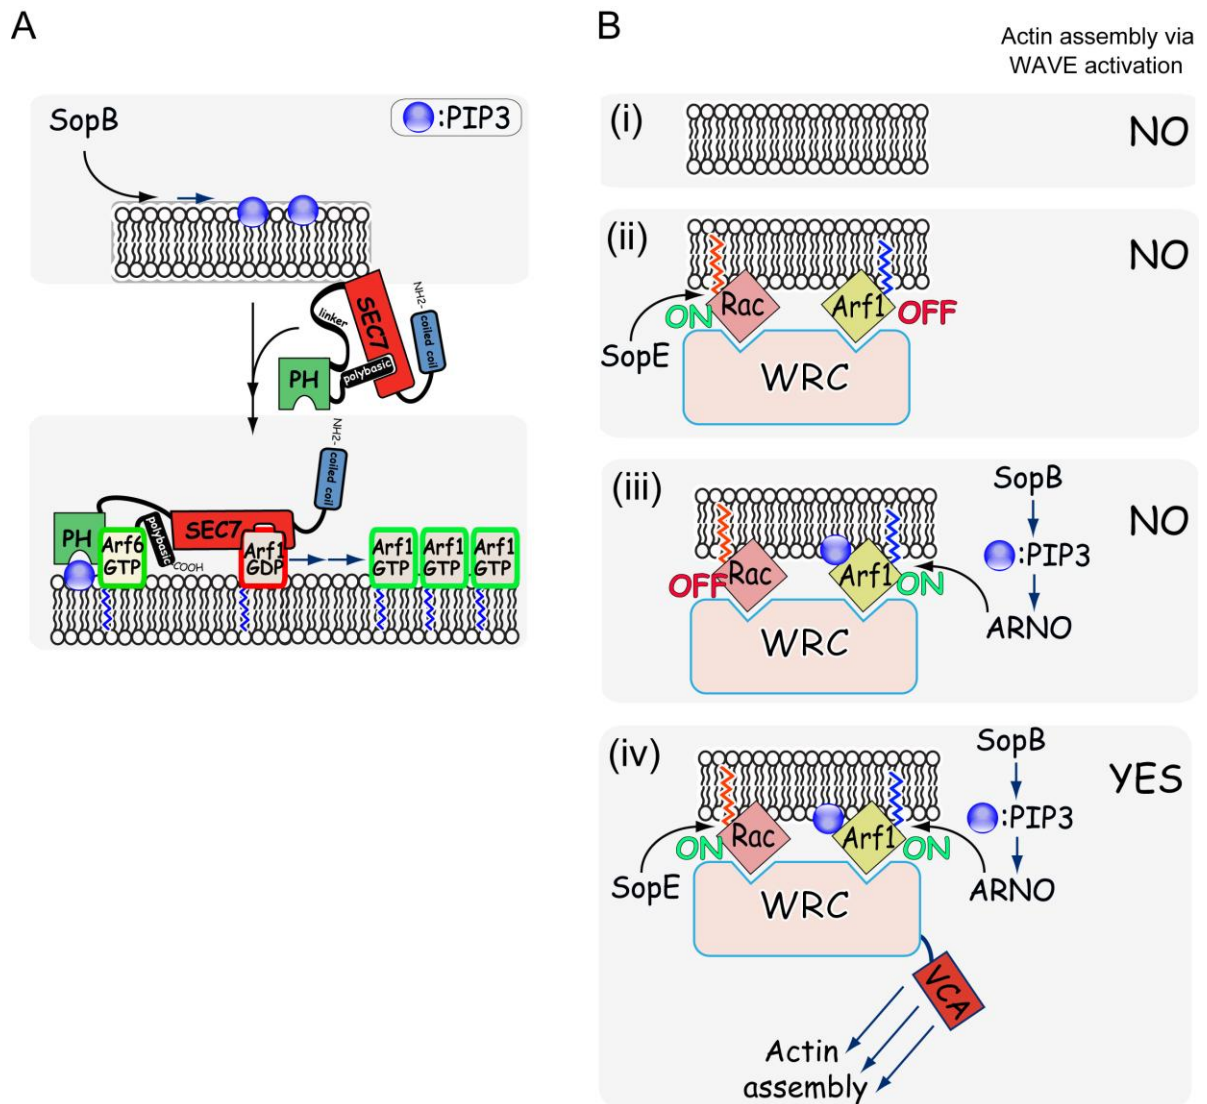 A
SopB
:PIP3
linker
SEC7
NH2-
coiled coil
PH
polybasic
NH2-
coiled coil
PH
Arf6
GTP
polybasic
COOH
SEC7
Arf1
GDP
Arf1
GTP
Arf1
GTP
Arf1
GTP
B
Actin assembly via
WAVE activation
(i)
NO
(ii)
NO
Rac
Arf1
ON
OFF
SopE
WRC
(iii)
SopB
NO
:PIP3
OFF
Rac
Arf1
ON
ARNO
WRC
(iv)
SopB
YES
:PIP3
Rac
Arf1
ON
ON
SopE
ARNO
WRC
VCA
Actin
assembly